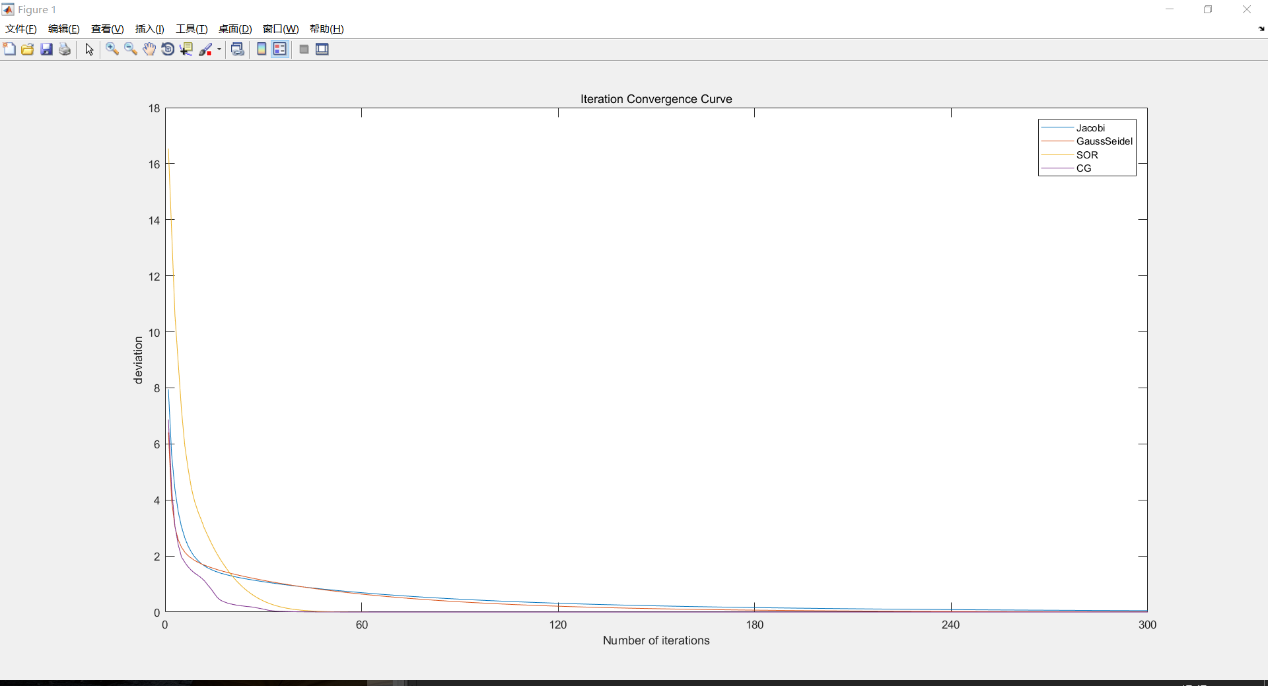 Figure 1
文件(F) 编辑(E) 查看(V) 插入(I) 工具(T) 桌面(D) 窗口(W) 帮助(H)
Iteration Convergence Curve
18
16
14
12
10
8
6
4
2
0
deviation
Jacobi
GaussSeidel
SOR
CG
0 60 120 180 240 300
Number of iterations